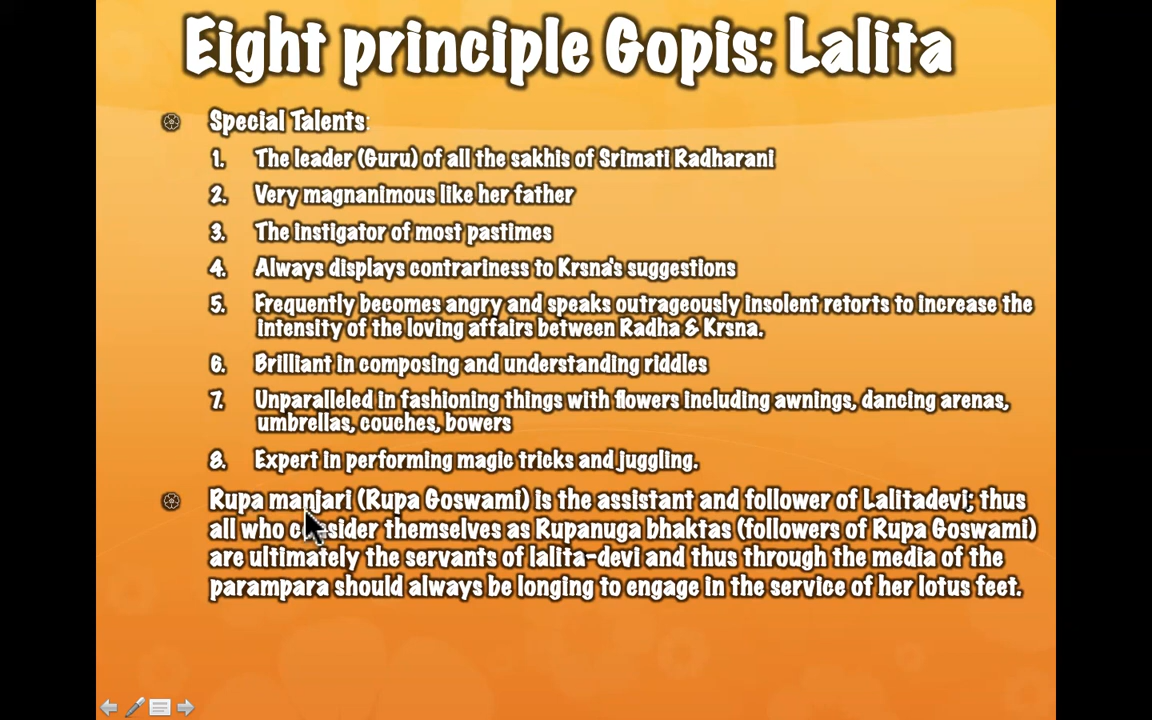 Eight principle Gopis: Lalita
Special Talents:
1. The leader (Guru) of all the sakhis of Srimati Radharani
2. Very magnanimous like her father
3. The instigator of most pastimes
4. Always displays contrariness to Krsna's suggestions
5. Frequently becomes angry and speaks outrageously insolent retorts to increase the
intensity of the loving affairs between Radha & Krsna.
6. Brilliant in composing and understanding riddles
7. Unparalleled in fashioning things with flowers including awnings, dancing arenas,
umbrellas, couches, bowers
8. Expert in performing magic tricks and juggling.
Rupa manjari (Rupa Goswami) is the assistant and follower of Lalitadevi; thus
all who consider themselves as Rupanuga bhaktas (followers of Rupa Goswami)
are ultimately the servants of lalita-devi and thus through the media of the
parampara should always be longing to engage in the service of her lotus feet.